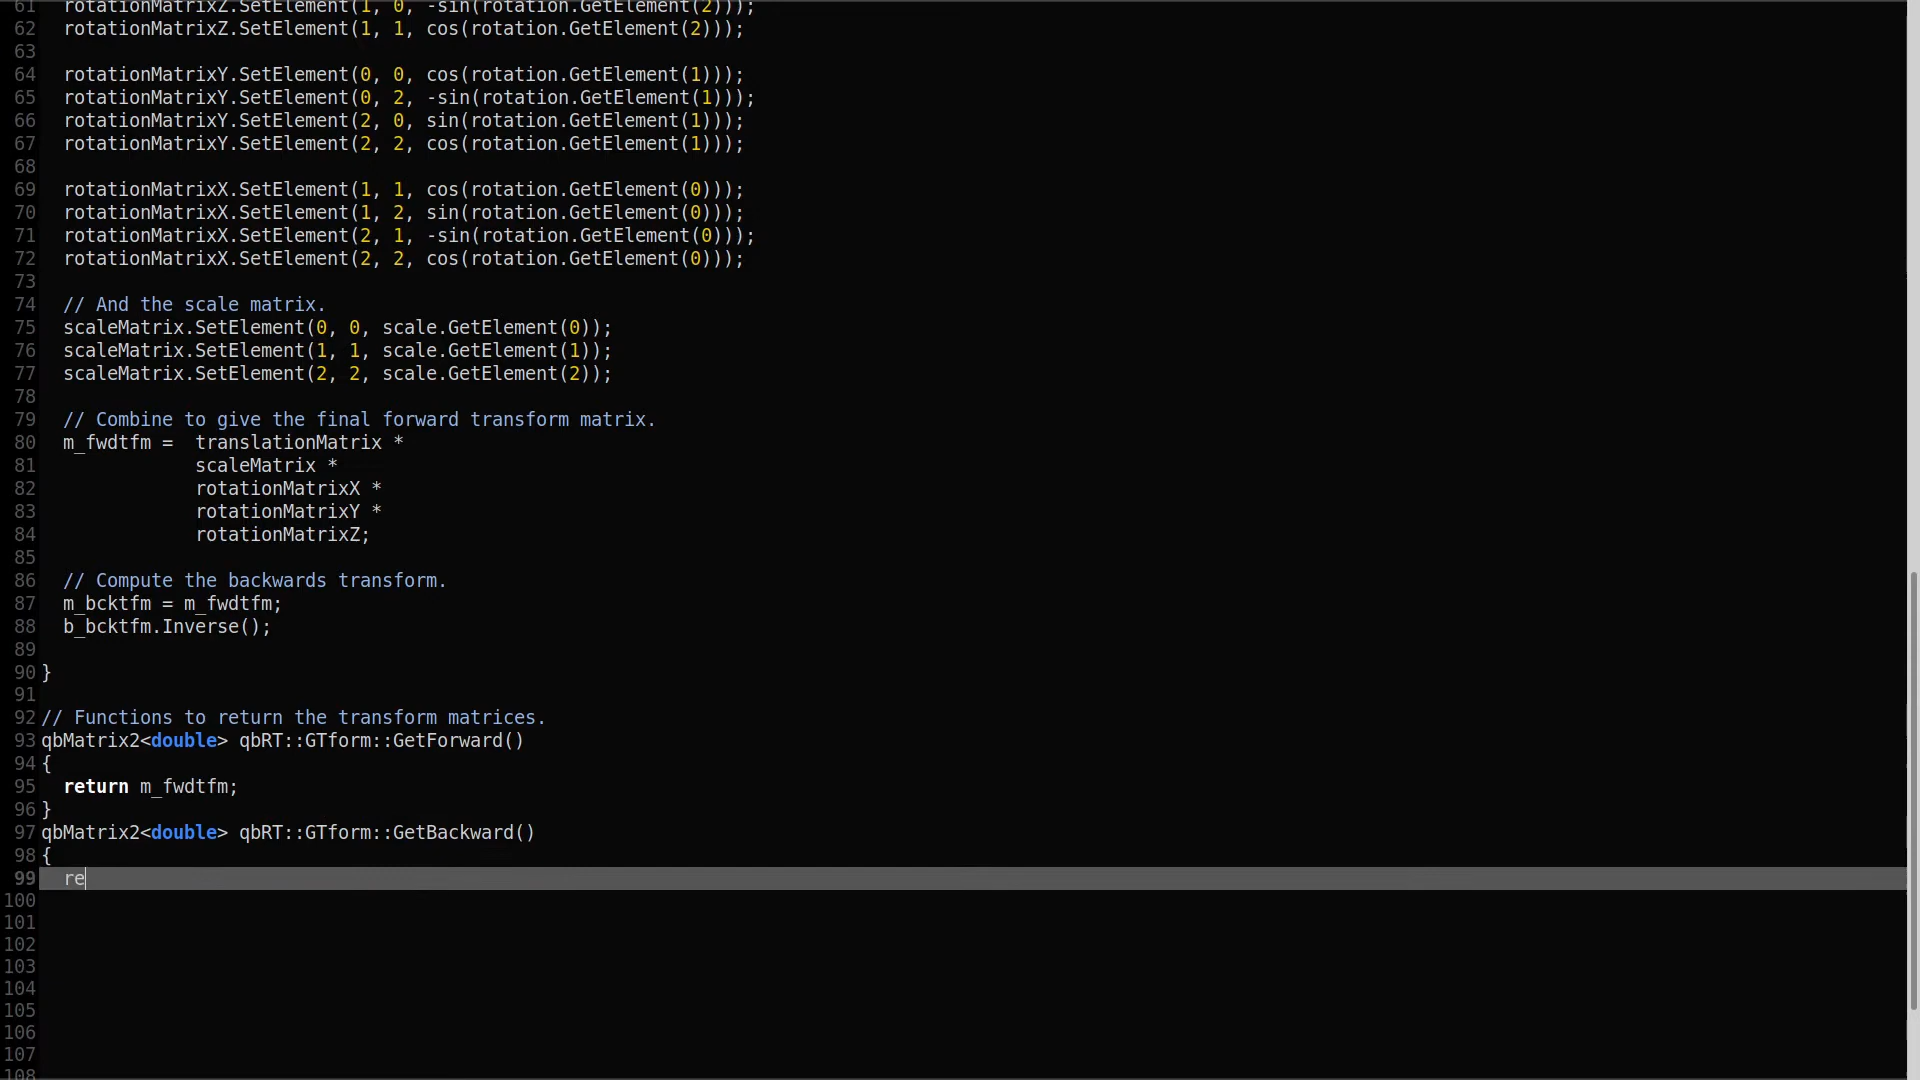 61 rotationMatrixZ.SetElement(1, 0, -sin(rotation.GetElement(2)));
62 rotationMatrixZ.SetElement(1, 1, cos(rotation.GetElement(2)));
63
64 rotationMatrixY.SetElement(0, 0, cos(rotation.GetElement(1)));
65 rotationMatrixY.SetElement(0, 2, -sin(rotation.GetElement(1)));
66 rotationMatrixY.SetElement(2, 0, sin(rotation.GetElement(1)));
67 rotationMatrixY.SetElement(2, 2, cos(rotation.GetElement(1)));
68
69 rotationMatrixX.SetElement(1, 1, cos(rotation.GetElement(0)));
70 rotationMatrixX.SetElement(1, 2, sin(rotation.GetElement(0)));
71 rotationMatrixX.SetElement(2, 1, -sin(rotation.GetElement(0)));
72 rotationMatrixX.SetElement(2, 2, cos(rotation.GetElement(0)));
73
74 // And the scale matrix.
75 scaleMatrix.SetElement(0, 0, scale.GetElement(0));
76 scaleMatrix.SetElement(1, 1, scale.GetElement(1));
77 scaleMatrix.SetElement(2, 2, scale.GetElement(2));
78
79 // Combine to give the final forward transform matrix.
80 m_fwdtfm =  translationMatrix *
81 scaleMatrix *
82 rotationMatrixX *
83 rotationMatrixY *
84 rotationMatrixZ;
85
86 // Compute the backwards transform.
87 m_bcktfm = m_fwdtfm;
88 b_bcktfm.Inverse();
89
90 }
91
92 // Functions to return the transform matrices.
93 qbMatrix2<double> qbRT::GTform::GetForward()
94 {
95 return m_fwdtfm;
96 }
97 qbMatrix2<double> qbRT::GTform::GetBackward()
98 {
99 re
100
101
102
103
104
105
106
107
108